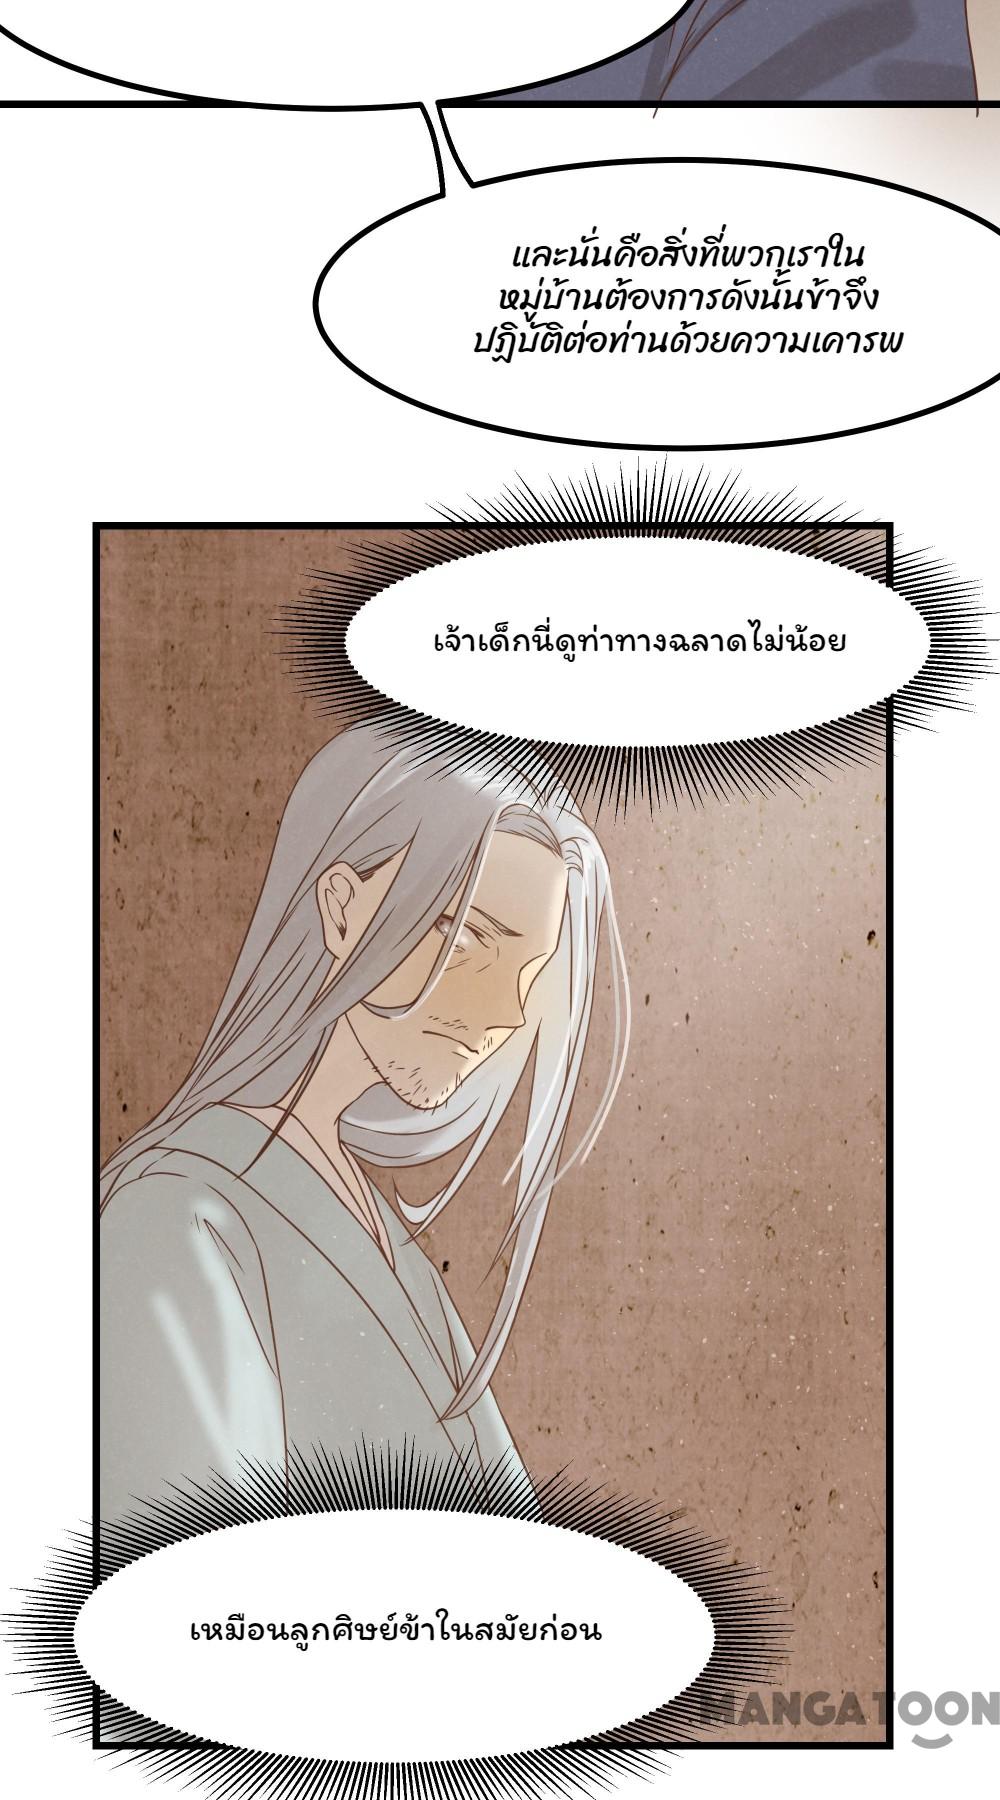 และนั่นคือสิ่งที่พวกเราใน
หมู่บ้านต้องการดังนั้นข้าจึง
ปฏิบัติต่อท่านด้วยความเคารพ
เจ้าเด็กนี่ดูท่าทางฉลาดไม่น้อย
เหมือนลูกศิษย์ข้าในสมัยก่อน
MANGATOON